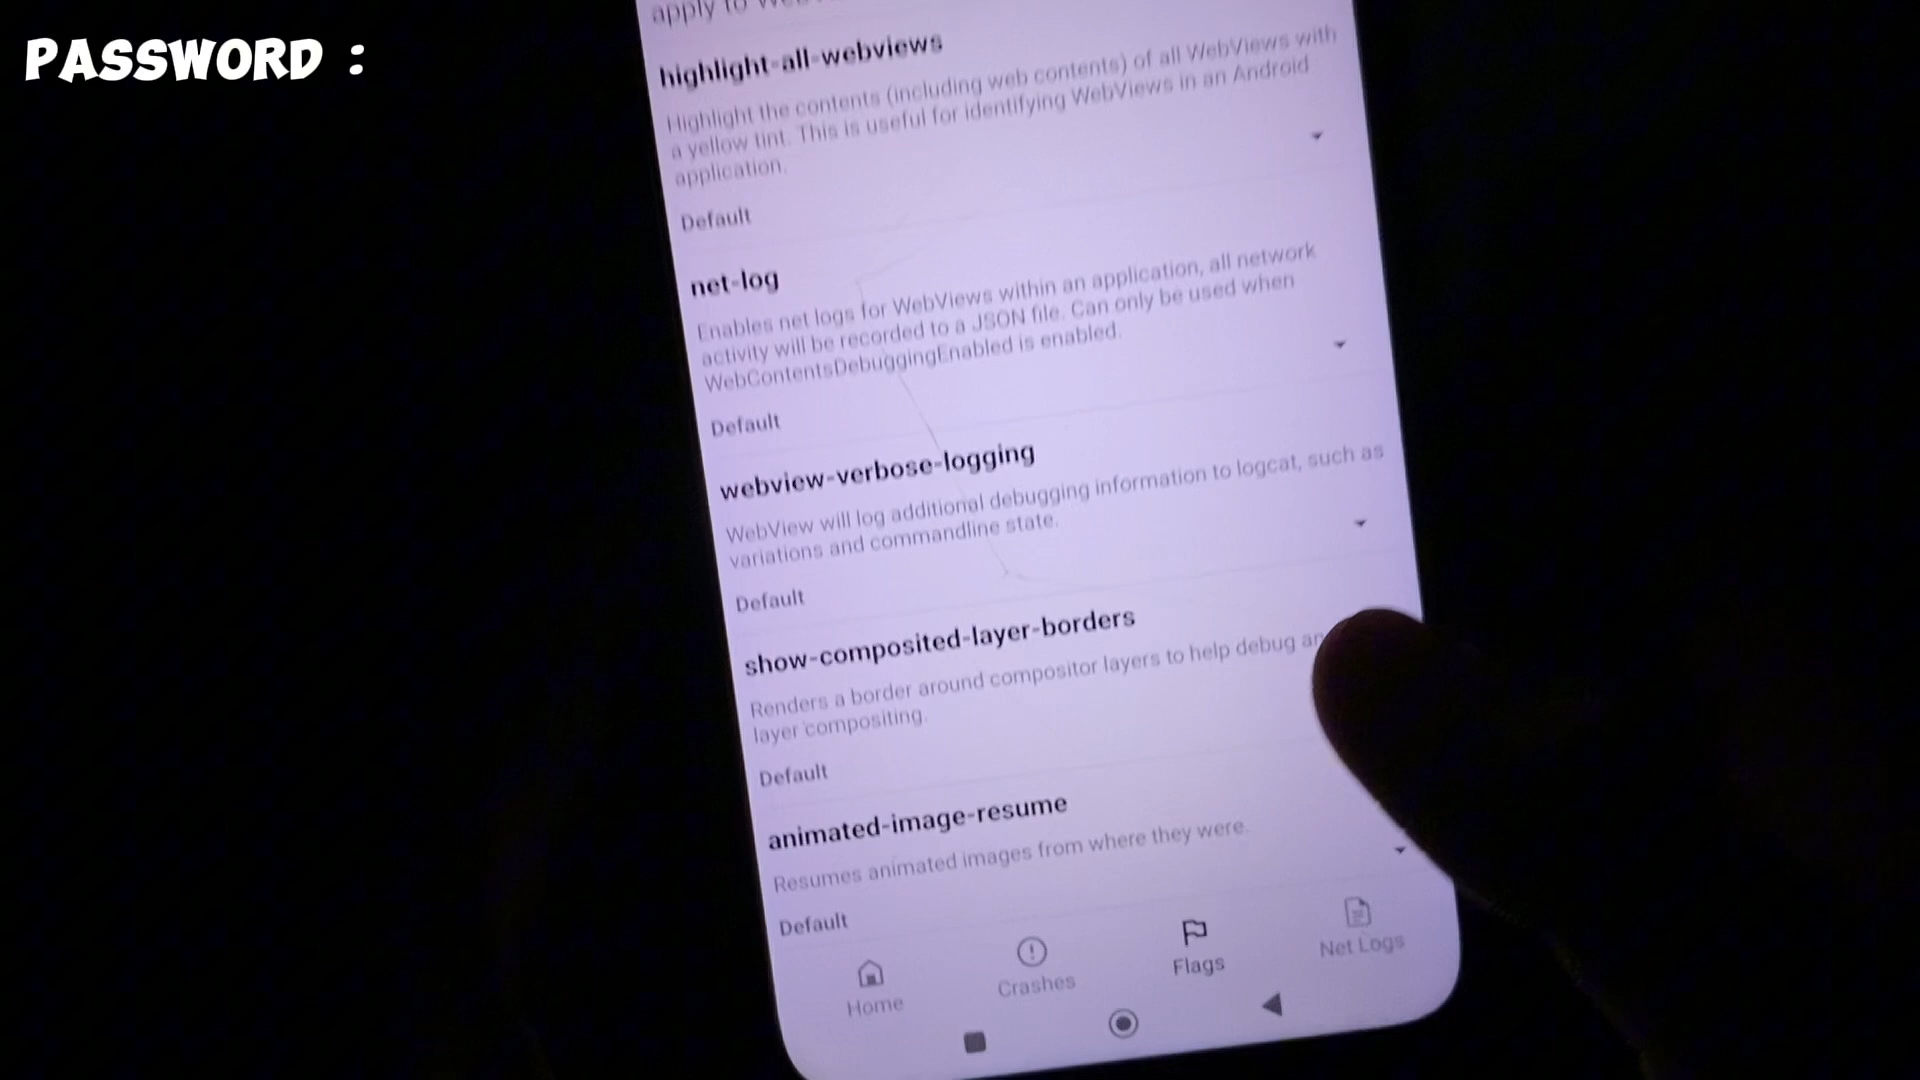 PASSWORD :
apply to
highlight-all-webviews
Highlight the contents (including web contents) of all WebViews with
a yellow tint. This is useful for identifying WebViews in an Android
application.
Default
net-log
Enables net logs for WebViews within an application, all network
activity will be recorded to a JSON file. Can only be used when
WebContentsDebuggingEnabled is enabled.
Default
webview-verbose-logging
WebView will log additional debugging information to logcat, such as
variations and commandline state.
Default
show-composited-layer-borders
Renders a border around compositor layers to help debug
layer compositing.
Default
animated-image-resume
Resumes animated images from where they were.
Default
Home
Crashes
Flags
Net Logs